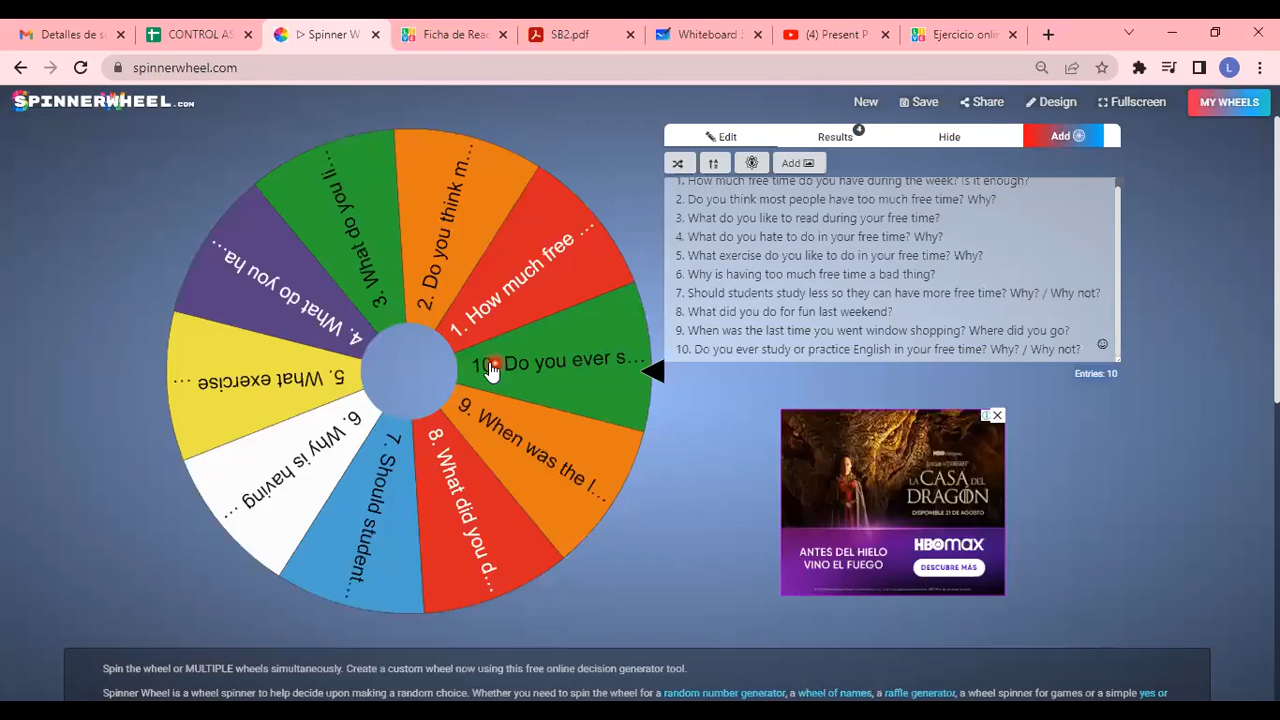 Detalles de s
CONTROL AS
Spinner W
Ficha de Rea
SB2.pdf
Whiteboard
(4) Present P
Ejercicio onlin
spinnerwheel.com
L
SPINNERWHEEL.COM
New
Save
Share
Design
Fullscreen
MY WHEELS
Edit
Results
4
Hide
Add
Add
1. How much free time do you have during the week? Is it enough?
2. Do you think most people have too much free time? Why?
3. What do you like to read during your free time?
4. What do you hate to do in your free time? Why?
5. What exercise do you like to do in your free time? Why?
6. Why is having too much free time a bad thing?
7. Should students study less so they can have more free time? Why? / Why not?
8. What did you do for fun last weekend?
9. When was the last time you went window shopping? Where did you go?
10. Do you ever study or practice English in your free time? Why? / Why not?
Entries: 10
1. How much free ...
2. Do you think m...
3. What do you li...
4. What do you ha...
5. What exercise ...
6. Why is having ...
7. Should student...
8. What did you d...
9. When was the l...
10. Do you ever s...
LA CASA DEL
DRAGÓN
DISPONIBLE 21 DE AGOSTO
ANTES DEL HIELO
VINO EL FUEGO
HBOMAX
DESCUBRE MÁS
Spin the wheel or MULTIPLE wheels simultaneously. Create a custom wheel now using this free online decision generator tool.
Spinner Wheel is a wheel spinner to help decide upon making a random choice. Whether you need to spin the wheel for a random number generator, a wheel of names, a raffle generator, a wheel spinner for games or a simple yes or